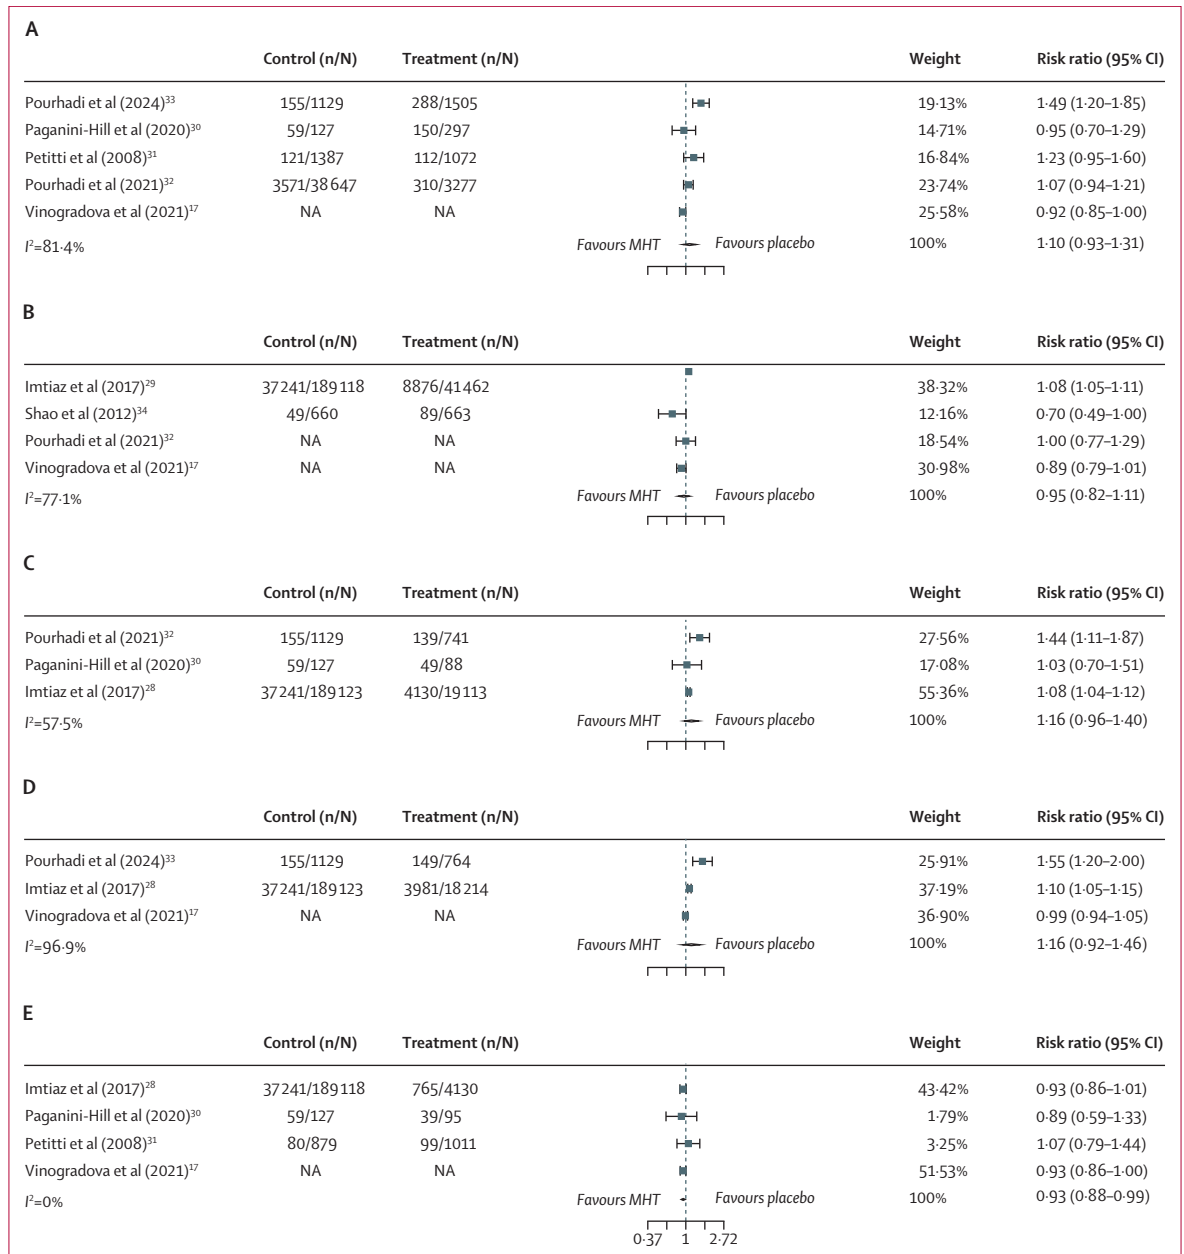 A
Control (n/N) Treatment (n/N) Weight Risk ratio (95% CI)
Pourhadi et al (2024)³³ 155/1129 288/1505 19·13% 1·49 (1·20–1·85)
Paganini-Hill et al (2020)³⁰ 59/127 150/297 14·71% 0·95 (0·70–1·29)
Petitti et al (2008)³¹ 121/1387 112/1072 16·84% 1·23 (0·95–1·60)
Pourhadi et al (2021)³² 3571/38 647 310/3277 23·74% 1·07 (0·94–1·21)
Vinogradova et al (2021)¹⁷ NA NA 25·58% 0·92 (0·85–1·00)
I²=81·4% Favours MHT Favours placebo 100% 1·10 (0·93–1·31)
B
Control (n/N) Treatment (n/N) Weight Risk ratio (95% CI)
Imtiaz et al (2017)²⁹ 37 241/189 118 8876/41 462 38·32% 1·08 (1·05–1·11)
Shao et al (2012)³⁴ 49/660 89/663 12·16% 0·70 (0·49–1·00)
Pourhadi et al (2021)³² NA NA 18·54% 1·00 (0·77–1·29)
Vinogradova et al (2021)¹⁷ NA NA 30·98% 0·89 (0·79–1·01)
I²=77·1% Favours MHT Favours placebo 100% 0·95 (0·82–1·11)
C
Control (n/N) Treatment (n/N) Weight Risk ratio (95% CI)
Pourhadi et al (2021)³² 155/1129 139/741 27·56% 1·44 (1·11–1·87)
Paganini-Hill et al (2020)³⁰ 59/127 49/88 17·08% 1·03 (0·70–1·51)
Imtiaz et al (2017)²⁸ 37 241/189 123 4130/19 113 55·36% 1·08 (1·04–1·12)
I²=57·5% Favours MHT Favours placebo 100% 1·16 (0·96–1·40)
D
Control (n/N) Treatment (n/N) Weight Risk ratio (95% CI)
Pourhadi et al (2024)³³ 155/1129 149/764 25·91% 1·55 (1·20–2·00)
Imtiaz et al (2017)²⁸ 37 241/189 123 3981/18 214 37·19% 1·10 (1·05–1·15)
Vinogradova et al (2021)¹⁷ NA NA 36·90% 0·99 (0·94–1·05)
I²=96·9% Favours MHT Favours placebo 100% 1·16 (0·92–1·46)
E
Control (n/N) Treatment (n/N) Weight Risk ratio (95% CI)
Imtiaz et al (2017)²⁸ 37 241/189 118 765/4130 43·42% 0·93 (0·86–1·01)
Paganini-Hill et al (2020)³⁰ 59/127 39/95 1·79% 0·89 (0·59–1·33)
Petitti et al (2008)³¹ 80/879 99/1011 3·25% 1·07 (0·79–1·44)
Vinogradova et al (2021)¹⁷ NA NA 51·53% 0·93 (0·86–1·00)
I²=0% Favours MHT Favours placebo 100% 0·93 (0·88–0·99)
0·37 1 2·72